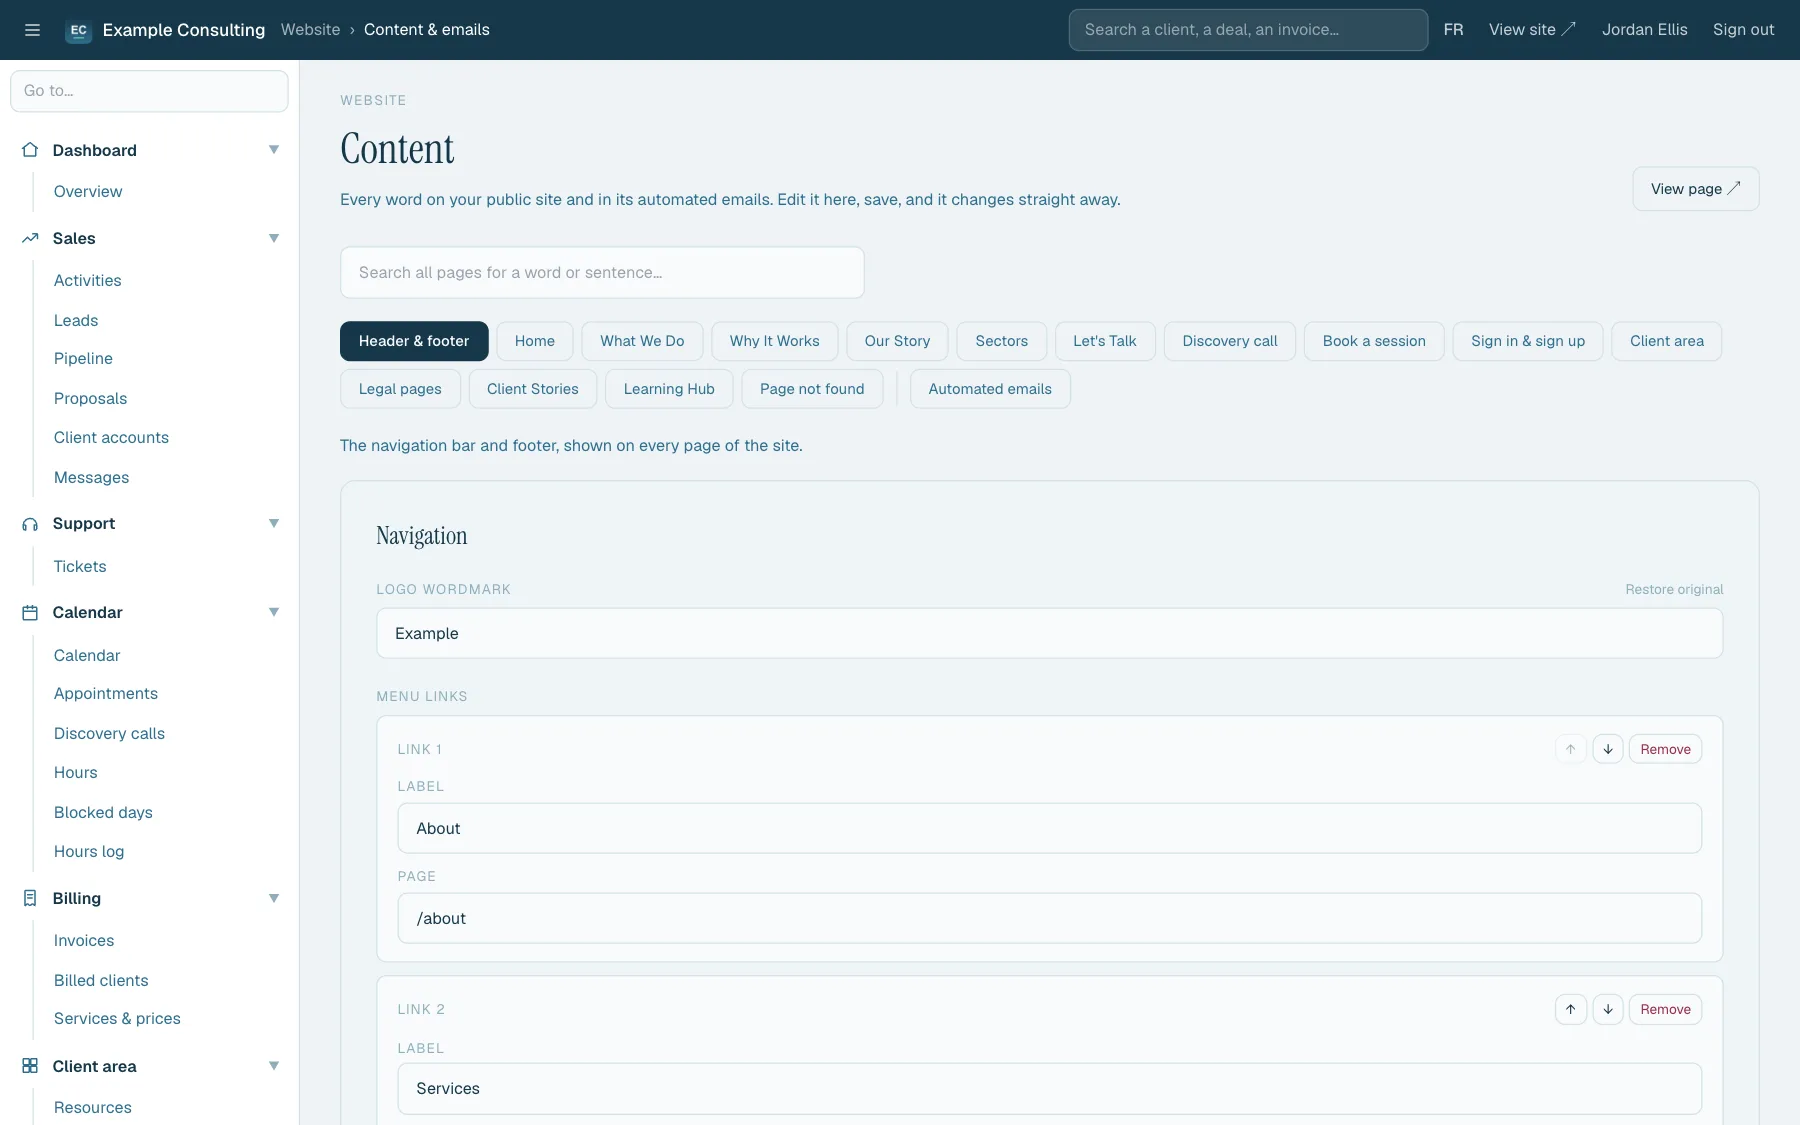 EC Example Consulting Website › Content & emails
Search a client, a deal, an invoice...
FR
View site ↗
Jordan Ellis
Sign out
Go to...
Dashboard
Overview
Sales
Activities
Leads
Pipeline
Proposals
Client accounts
Messages
Support
Tickets
Calendar
Calendar
Appointments
Discovery calls
Hours
Blocked days
Hours log
Billing
Invoices
Billed clients
Services & prices
Client area
Resources
WEBSITE
Content
Every word on your public site and in its automated emails. Edit it here, save, and it changes straight away.
View page ↗
Search all pages for a word or sentence...
Header & footer
Home
What We Do
Why It Works
Our Story
Sectors
Let's Talk
Discovery call
Book a session
Sign in & sign up
Client area
Legal pages
Client Stories
Learning Hub
Page not found
Automated emails
The navigation bar and footer, shown on every page of the site.
Navigation
LOGO WORDMARK
Restore original
Example
MENU LINKS
LINK 1
↑ ↓ Remove
LABEL
About
PAGE
/about
LINK 2
↑ ↓ Remove
LABEL
Services